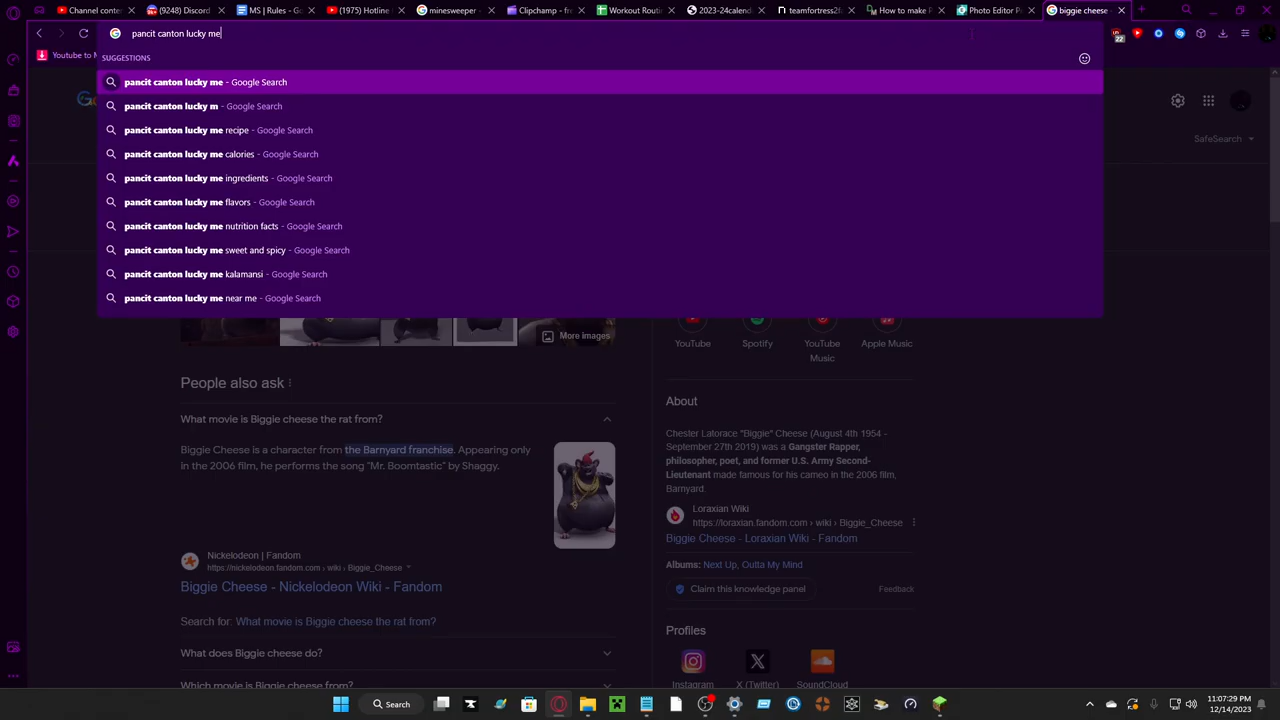 Content contro
(9248) Discord
MS | Rules - Go
(1975) Hotline
minesweeper -
Clipchamp - f
Workout Routin
2023-24calend
teamfortress2f
How to make P
Photo Editor P
biggie cheese
pancit canton lucky me
22
Youtube to M
SUGGESTIONS
pancit canton lucky me - Google Search
pancit canton lucky m - Google Search
pancit canton lucky me recipe - Google Search
pancit canton lucky me calories - Google Search
pancit canton lucky me ingredients - Google Search
pancit canton lucky me flavors - Google Search
pancit canton lucky me nutrition facts - Google Search
pancit canton lucky me sweet and spicy - Google Search
pancit canton lucky me kalamansi - Google Search
pancit canton lucky me near me - Google Search
SafeSearch
More images
People also ask
What movie is Biggie cheese the rat from?
Biggie Cheese is a character from the Barnyard franchise. Appearing only
in the 2006 film, he performs the song "Mr. Boomtastic" by Shaggy.
Nickelodeon | Fandom
https://nickelodeon.fandom.com › wiki › Biggie_Cheese
Biggie Cheese - Nickelodeon Wiki - Fandom
Search for: What movie is Biggie cheese the rat from?
What does Biggie cheese do?
Which movie is Biggie cheese from?
YouTube
Spotify
YouTube
Music
Apple Music
About
Chester Latorace "Biggie" Cheese (August 4th 1954 -
September 27th 2019) was a Gangster Rapper,
philosopher, poet, and former U.S. Army Second-
Lieutenant made famous for his cameo in the 2006 film,
Barnyard.
Loraxian Wiki
https://loraxian.fandom.com › wiki › Biggie_Cheese
Biggie Cheese - Loraxian Wiki - Fandom
Albums: Next Up, Outta My Mind
Claim this knowledge panel
Feedback
Profiles
Instagram
X (Twitter)
SoundCloud
Search
11:07:29 PM
12/14/2023